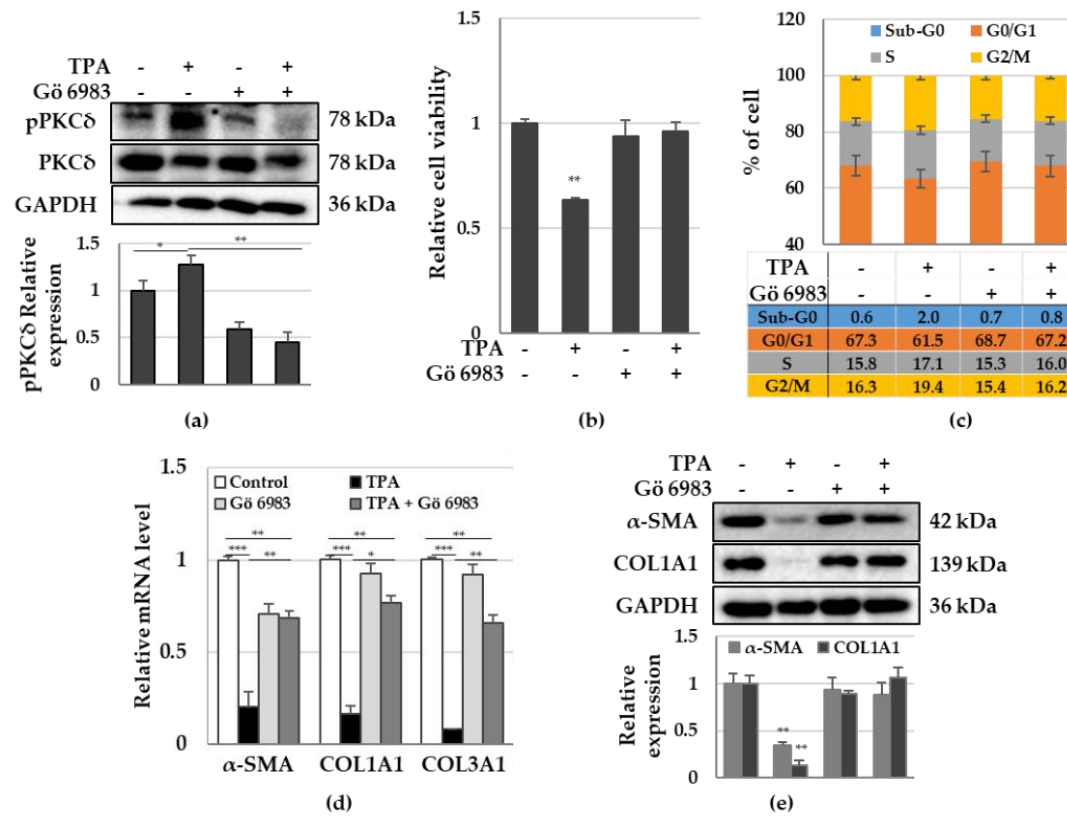 TPA - + - +
Gö 6983 - - + +
pPKCδ 78 kDa
PKCδ 78 kDa
GAPDH 36 kDa
pPKCδ Relative
expression
1.5
1
0.5
0
* **
(a)
Relative cell viability
1.5
1
0.5
0
**
TPA - + - +
Gö 6983 - - + +
(b)
% of cell
120
100
80
60
40
Sub-G0 G0/G1
S G2/M
TPA - + - +
Gö 6983 - - + +
Sub-G0 0.6 2.0 0.7 0.8
G0/G1 67.3 61.5 68.7 67.2
S 15.8 17.1 15.3 16.0
G2/M 16.3 19.4 15.4 16.2
(c)
Relative mRNA level
1.5
1
0.5
0
Control TPA
Gö 6983 TPA + Gö 6983
** ** **
*** ** *** * *** **
α-SMA COL1A1 COL3A1
(d)
TPA - + - +
Gö 6983 - - + +
α-SMA 42 kDa
COL1A1 139 kDa
GAPDH 36 kDa
Relative
expression
1.5
1
0.5
0
α-SMA COL1A1
** **
(e)